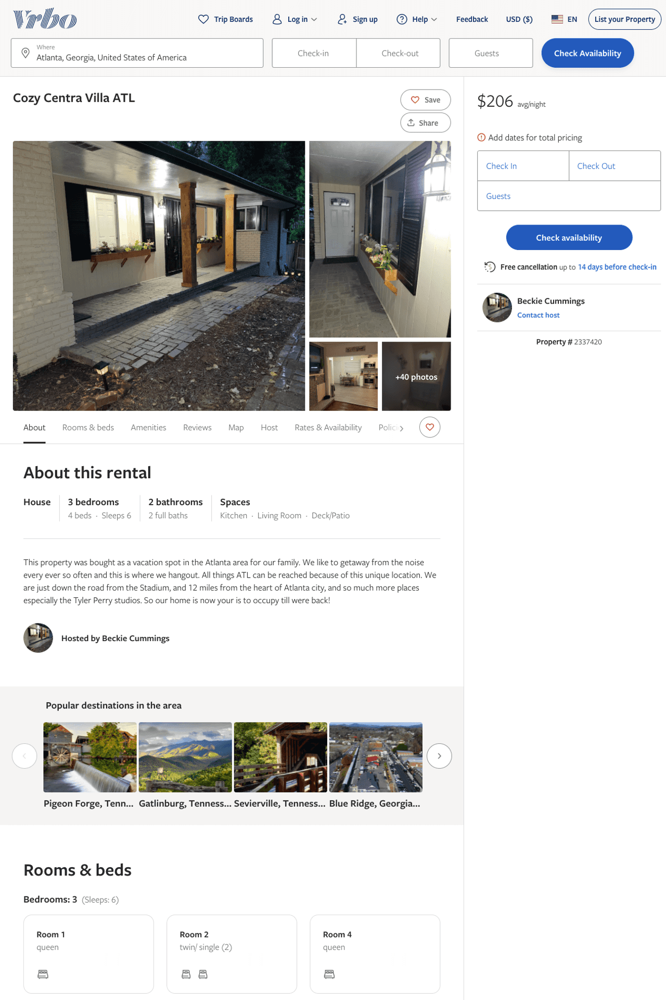 Vrbo
Trip Boards
Log in
Sign up
Help
Feedback
USD ($)
EN
List your Property
Where
Atlanta, Georgia, United States of America
Check-in
Check-out
Guests
Check Availability
Cozy Centra Villa ATL
Save
Share
$206 avg/night
Add dates for total pricing
Check In
Check Out
Guests
Check availability
Free cancellation up to 14 days before check-in
Beckie Cummings
Contact host
Property # 2337420
+40 photos
About
Rooms & beds
Amenities
Reviews
Map
Host
Rates & Availability
Polici
About this rental
House
3 bedrooms
4 beds · Sleeps 6
2 bathrooms
2 full baths
Spaces
Kitchen · Living Room · Deck/Patio
This property was bought as a vacation spot in the Atlanta area for our family. We like to getaway from the noise
every ever so often and this is where we hangout. All things ATL can be reached because of this unique location. We
are just down the road from the Stadium, and 12 miles from the heart of Atlanta city, and so much more places
especially the Tyler Perry studios. So our home is now your is to occupy till were back!
Hosted by Beckie Cummings
Popular destinations in the area
Pigeon Forge, Tenn...
Gatlinburg, Tenness...
Sevierville, Tenness...
Blue Ridge, Georgia...
Rooms & beds
Bedrooms: 3 (Sleeps: 6)
Room 1
queen
Room 2
twin/ single (2)
Room 4
queen